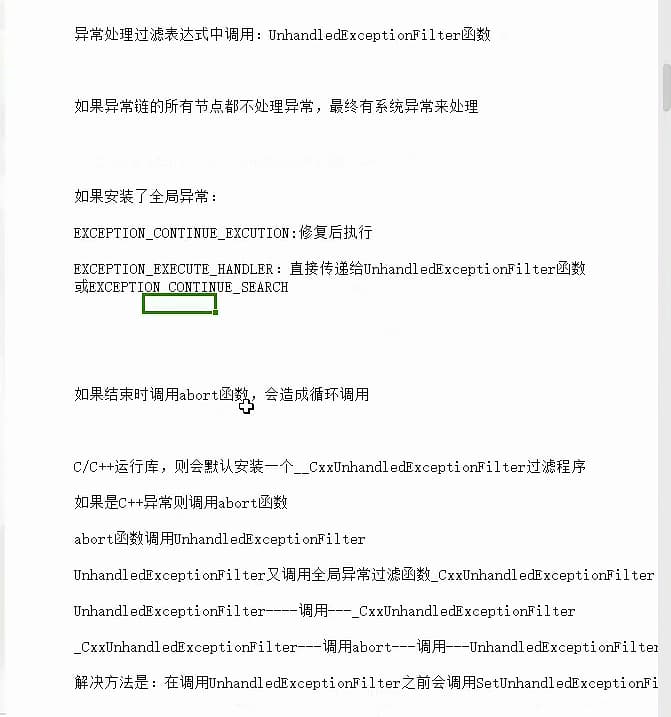 异常处理过滤表达式中调用：UnhandledExceptionFilter函数
如果异常链的所有节点都不处理异常，最终有系统异常来处理
如果安装了全局异常：
EXCEPTION_CONTINUE_EXCUTION:修复后执行
EXCEPTION_EXECUTE_HANDLER：直接传递给UnhandledExceptionFilter函数
或EXCEPTION_CONTINUE_SEARCH
如果结束时调用abort函数，会造成循环调用
C/C++运行库，则会默认安装一个__CxxUnhandledExceptionFilter过滤程序
如果是C++异常则调用abort函数
abort函数调用UnhandledExceptionFilter
UnhandledExceptionFilter又调用全局异常过滤函数_CxxUnhandledExceptionFilter
UnhandledExceptionFilter----调用---_CxxUnhandledExceptionFilter
_CxxUnhandledExceptionFilter---调用abort---调用---UnhandledExceptionFilter
解决方法是：在调用UnhandledExceptionFilter之前会调用SetUnhandledExceptionFi